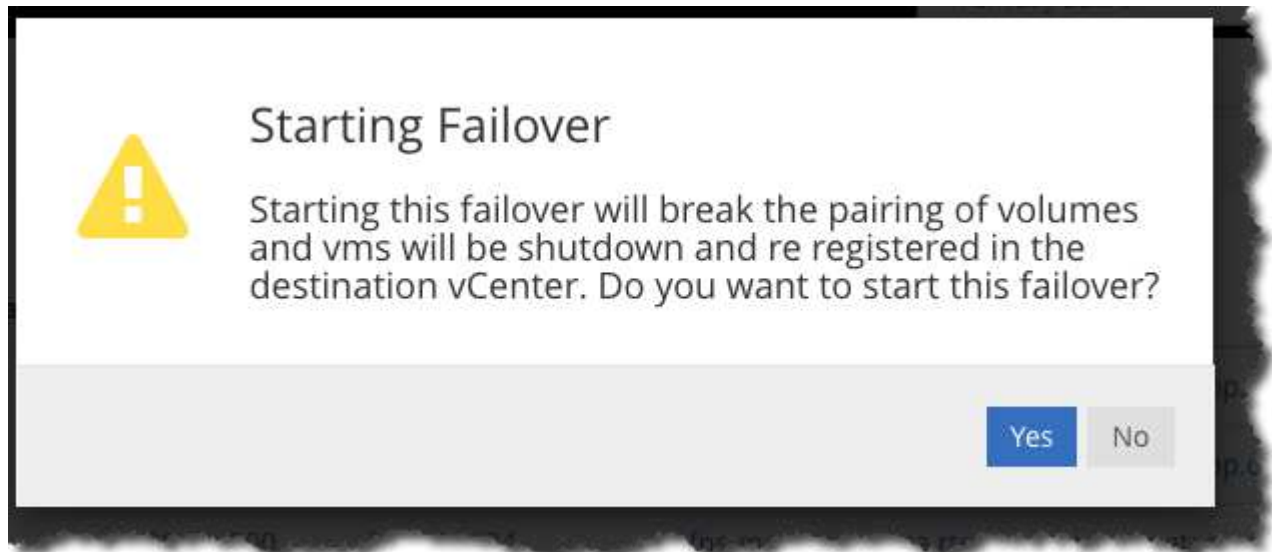 Starting Failover
Starting this failover will break the pairing of volumes
and vms will be shutdown and re registered in the
destination vCenter. Do you want to start this failover?
Yes No